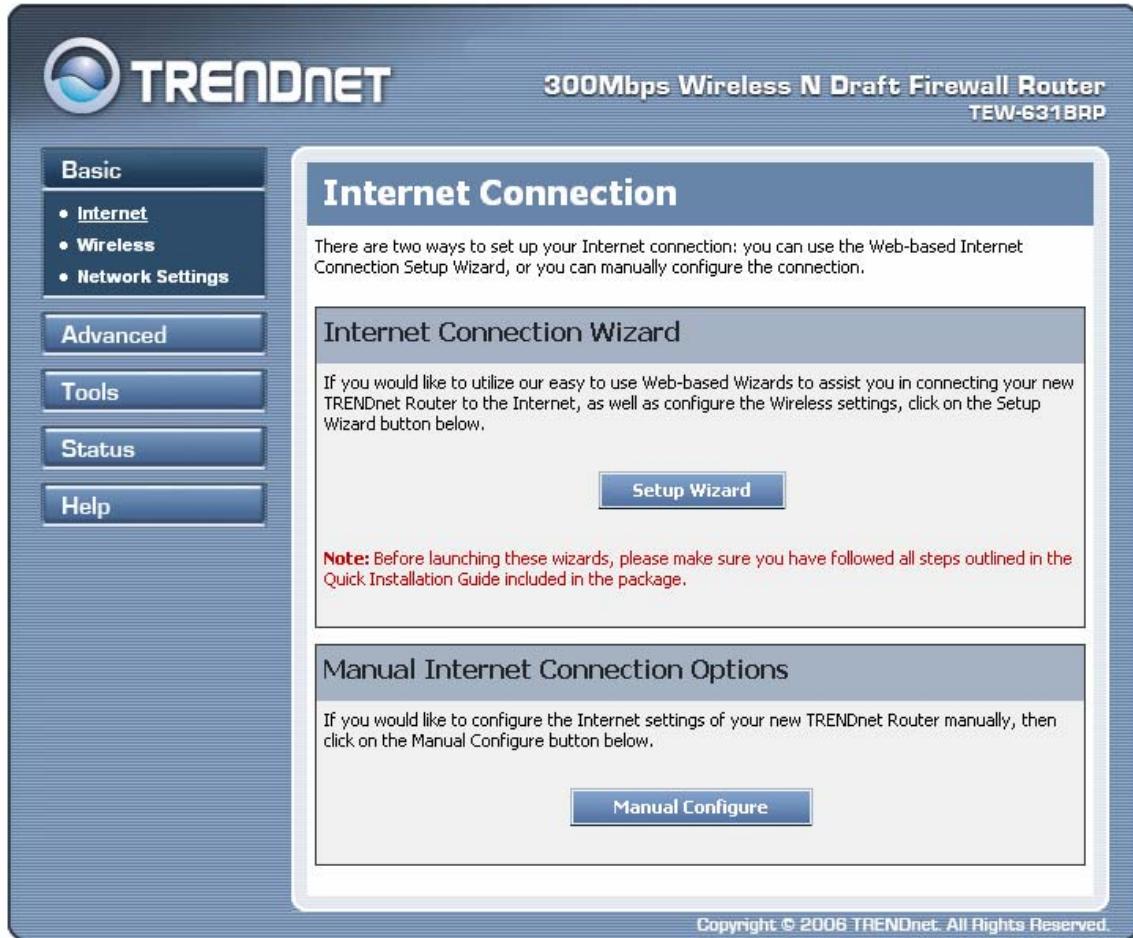 TRENDNET
300Mbps Wireless N Draft Firewall Router
TEW-631BRP
Basic
• Internet
• Wireless
• Network Settings
Advanced
Tools
Status
Help
Internet Connection
There are two ways to set up your Internet connection: you can use the Web-based Internet
Connection Setup Wizard, or you can manually configure the connection.
Internet Connection Wizard
If you would like to utilize our easy to use Web-based Wizards to assist you in connecting your new
TRENDnet Router to the Internet, as well as configure the Wireless settings, click on the Setup
Wizard button below.
Setup Wizard
Note: Before launching these wizards, please make sure you have followed all steps outlined in the
Quick Installation Guide included in the package.
Manual Internet Connection Options
If you would like to configure the Internet settings of your new TRENDnet Router manually, then
click on the Manual Configure button below.
Manual Configure
Copyright © 2006 TRENDnet. All Rights Reserved.